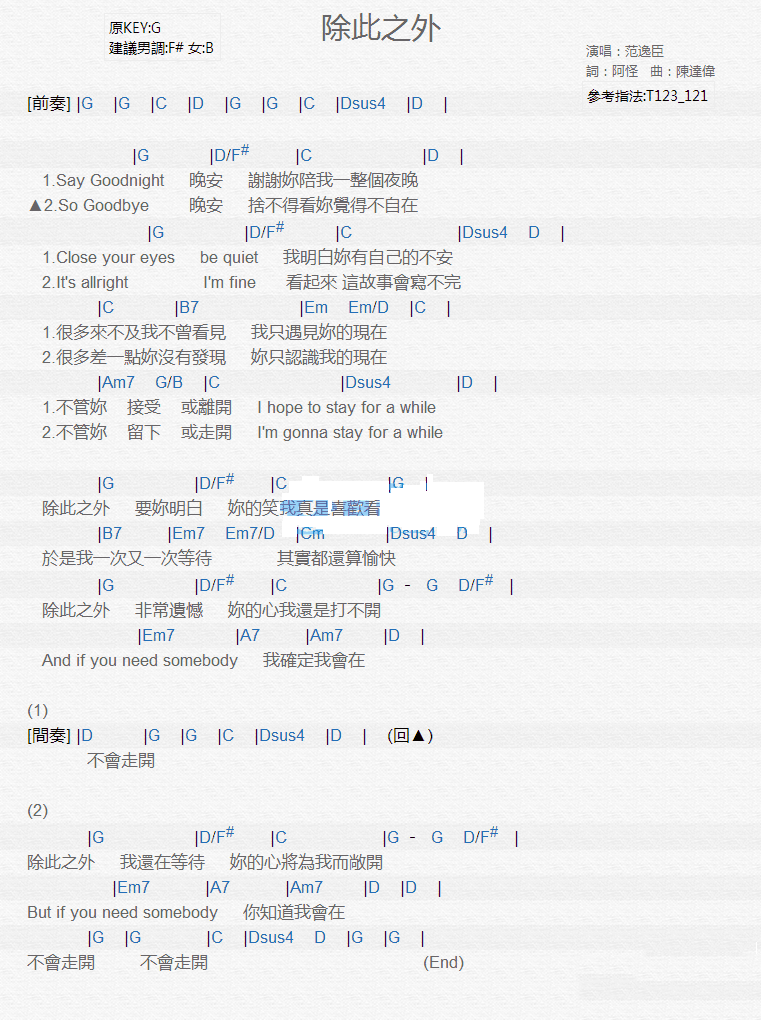 除此之外
原KEY:G
建議男調:F# 女:B
演唱：范逸臣
詞：阿怪 曲：陳達偉
參考指法:T123_121
[前奏] |G |G |C |D |G |G |C |Dsus4 |D |
|G |D/F# |C |D |
1.Say Goodnight 晚安 謝謝妳陪我一整個夜晚
▲2.So Goodbye 晚安 捨不得看妳覺得不自在
|G |D/F# |C |Dsus4 D |
1.Close your eyes be quiet 我明白妳有自己的不安
2.It's allright I'm fine 看起來 這故事會寫不完
|C |B7 |Em Em/D |C |
1.很多來不及我不曾看見 我只遇見妳的現在
2.很多差一點妳沒有發現 妳只認識我的現在
|Am7 G/B |C |Dsus4 |D |
1.不管妳 接受 或離開 I hope to stay for a while
2.不管妳 留下 或走開 I'm gonna stay for a while
|G |D/F# |C |G |
除此之外 要妳明白 妳的笑我真是喜歡看
|B7 |Em7 Em7/D |Cm |Dsus4 D |
於是我一次又一次等待 其實都還算愉快
|G |D/F# |C |G - G D/F# |
除此之外 非常遺憾 妳的心我還是打不開
|Em7 |A7 |Am7 |D |
And if you need somebody 我確定我會在
(1)
[間奏] |D |G |G |C |Dsus4 |D | (回▲)
不會走開
(2)
|G |D/F# |C |G - G D/F# |
除此之外 我還在等待 妳的心將為我而敞開
|Em7 |A7 |Am7 |D |D |
But if you need somebody 你知道我會在
|G |G |C |Dsus4 D |G |G |
不會走開 不會走開 (End)